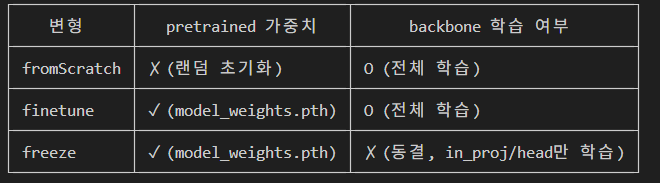 변형 pretrained 가중치 backbone 학습 여부
fromScratch ✗ (랜덤 초기화) O (전체 학습)
finetune ✓ (model_weights.pth) O (전체 학습)
freeze ✓ (model_weights.pth) ✗ (동결, in_proj/head만 학습)